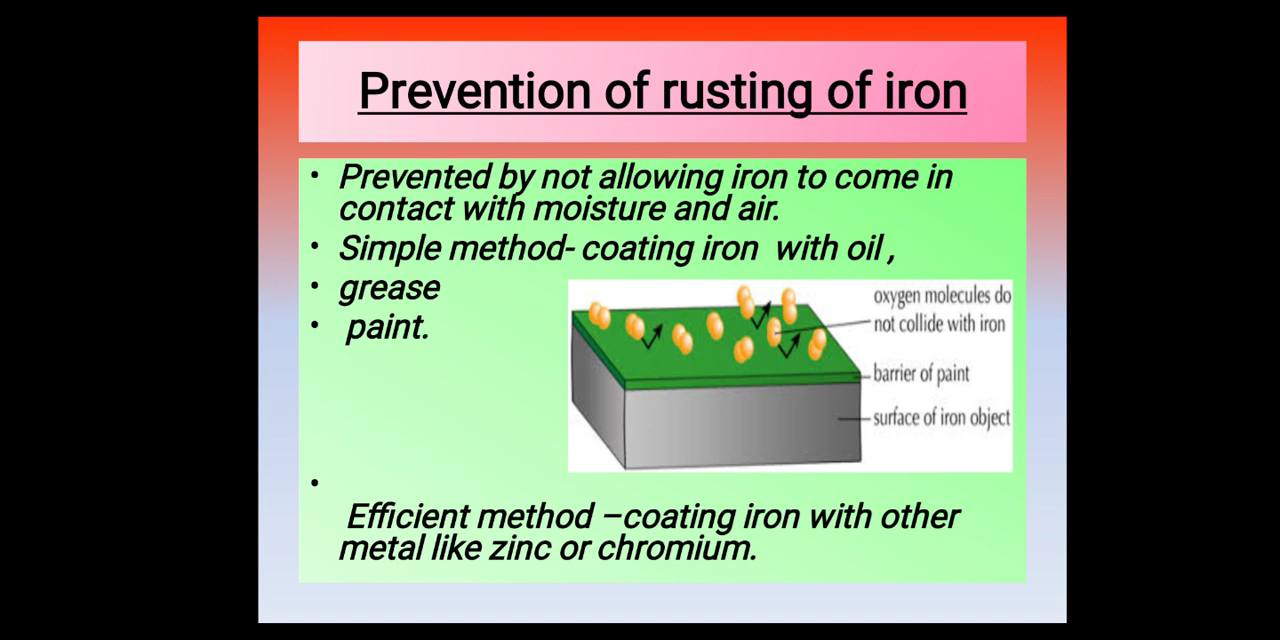 Prevention of rusting of iron
• Prevented by not allowing iron to come in
contact with moisture and air.
• Simple method- coating iron with oil ,
• grease
• paint.
oxygen molecules do
not collide with iron
barrier of paint
surface of iron object
•
Efficient method –coating iron with other
metal like zinc or chromium.